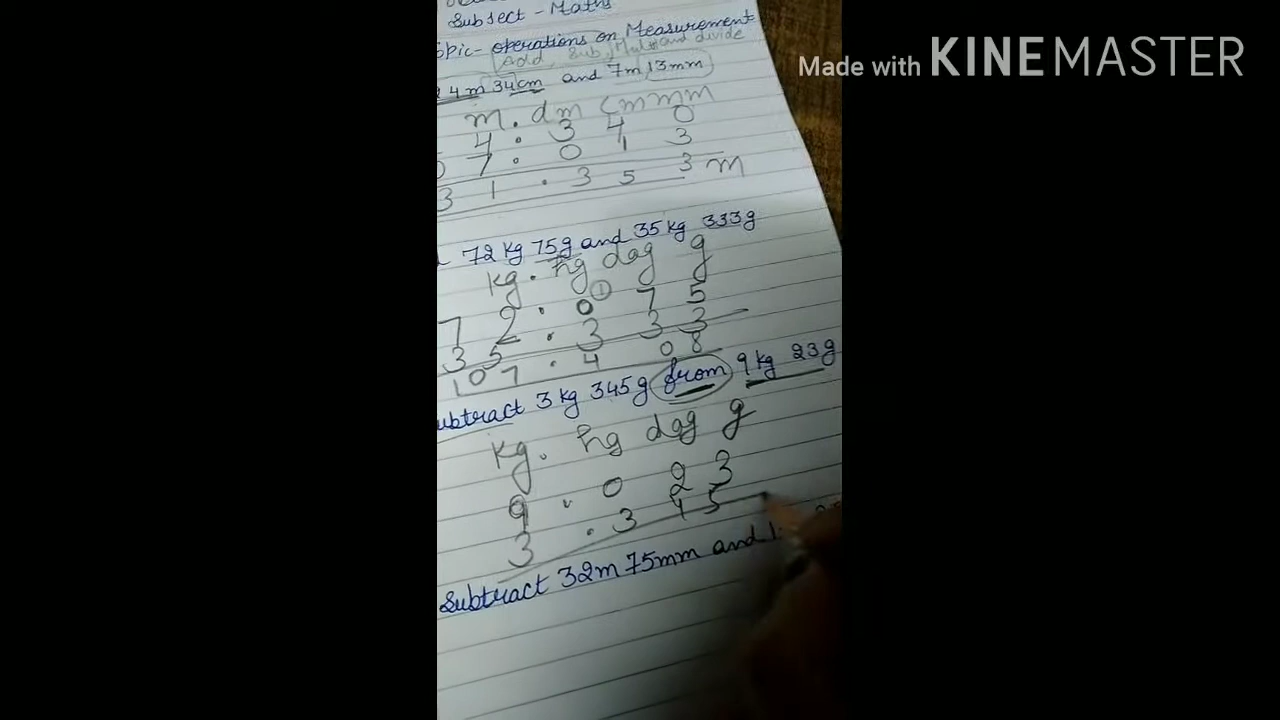 Subject - Maths
opic - operations on Measurement
Add, Sub, Mult and divide
4m 34cm and 7m, 13mm
m . dm cm mm
4 . 3 4 0
7 . 0 1 3
3 1 . 3 5 3 m
72 kg 75g and 35 kg 333g
kg . hg dag g
1
7 2 . 0 7 5
3 5 . 3 3 3
10 7 . 4 0 8
ubtract 3 kg 345g from 9 kg 23g
kg . hg dag g
9 . 0 2 3
3 . 3 4 5
Subtract 32m 75mm and
Made with KINEMASTER